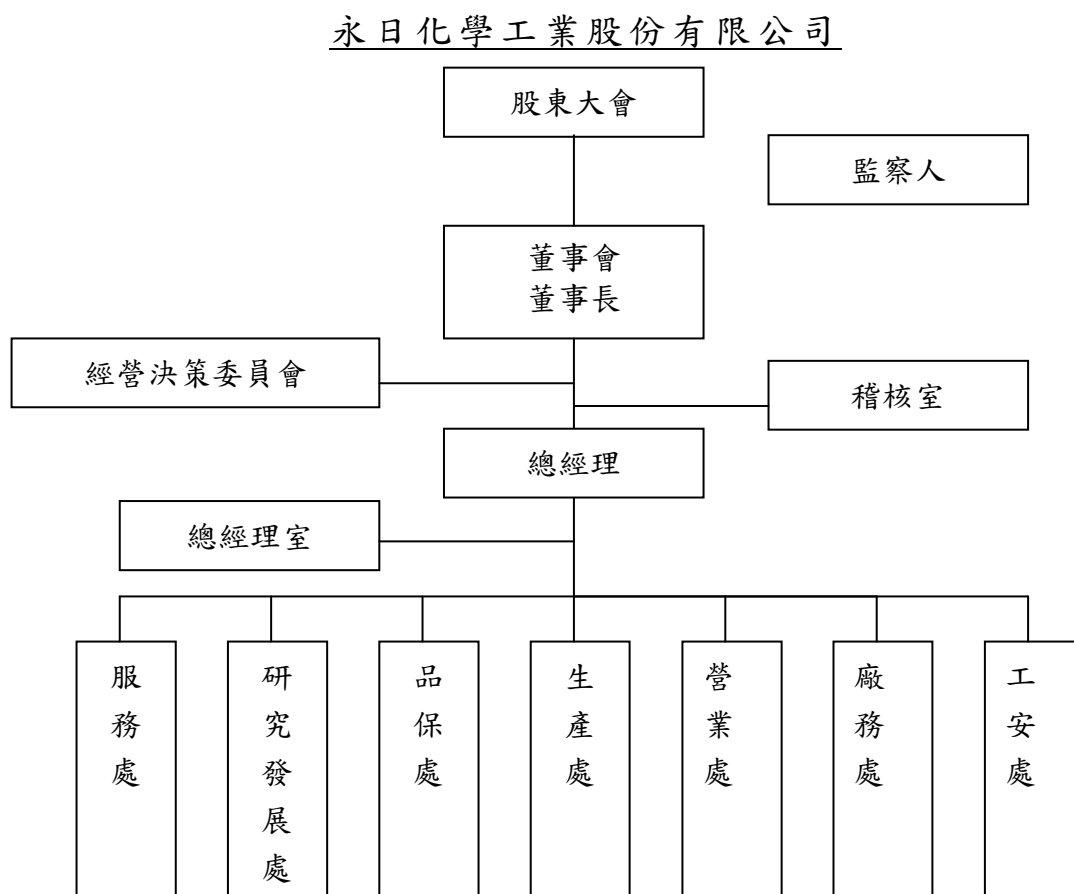 永日化學工業股份有限公司
股東大會
監察人
董事會
董事長
經營決策委員會
稽核室
總經理
總經理室
服務處
研究發展處
品保處
生產處
營業處
廠務處
工安處